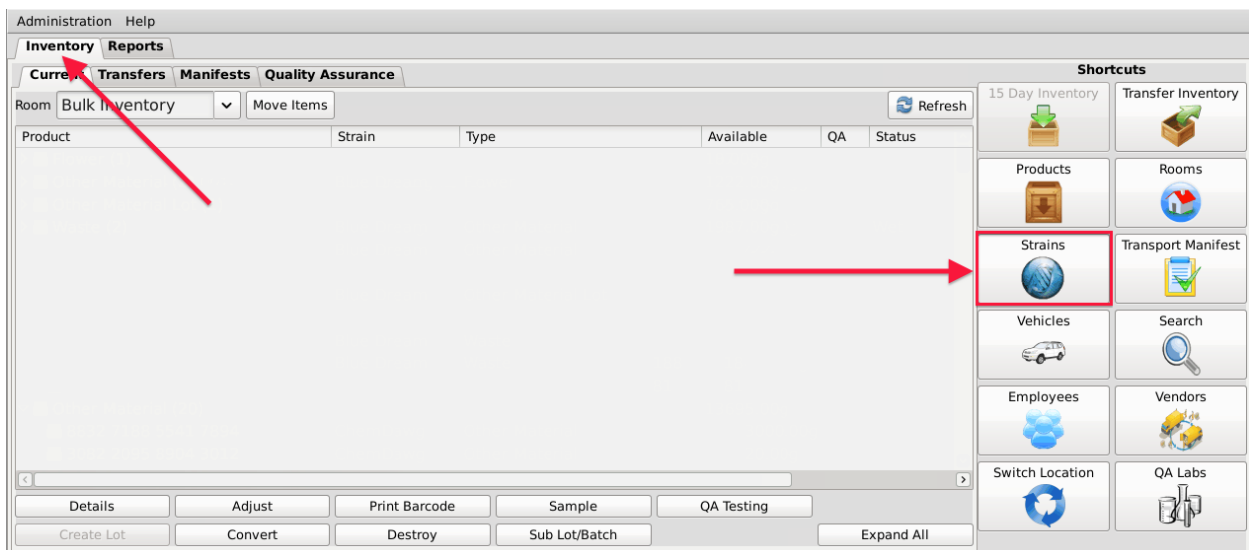 Administration Help
Inventory Reports
Current Transfers Manifests Quality Assurance
Shortcuts
Room Bulk Inventory Move Items Refresh
15 Day Inventory Transfer Inventory
Product Strain Type Available QA Status
Products Rooms
Strains Transport Manifest
Vehicles Search
Employees Vendors
Switch Location QA Labs
Details Adjust Print Barcode Sample QA Testing
Create Lot Convert Destroy Sub Lot/Batch Expand All